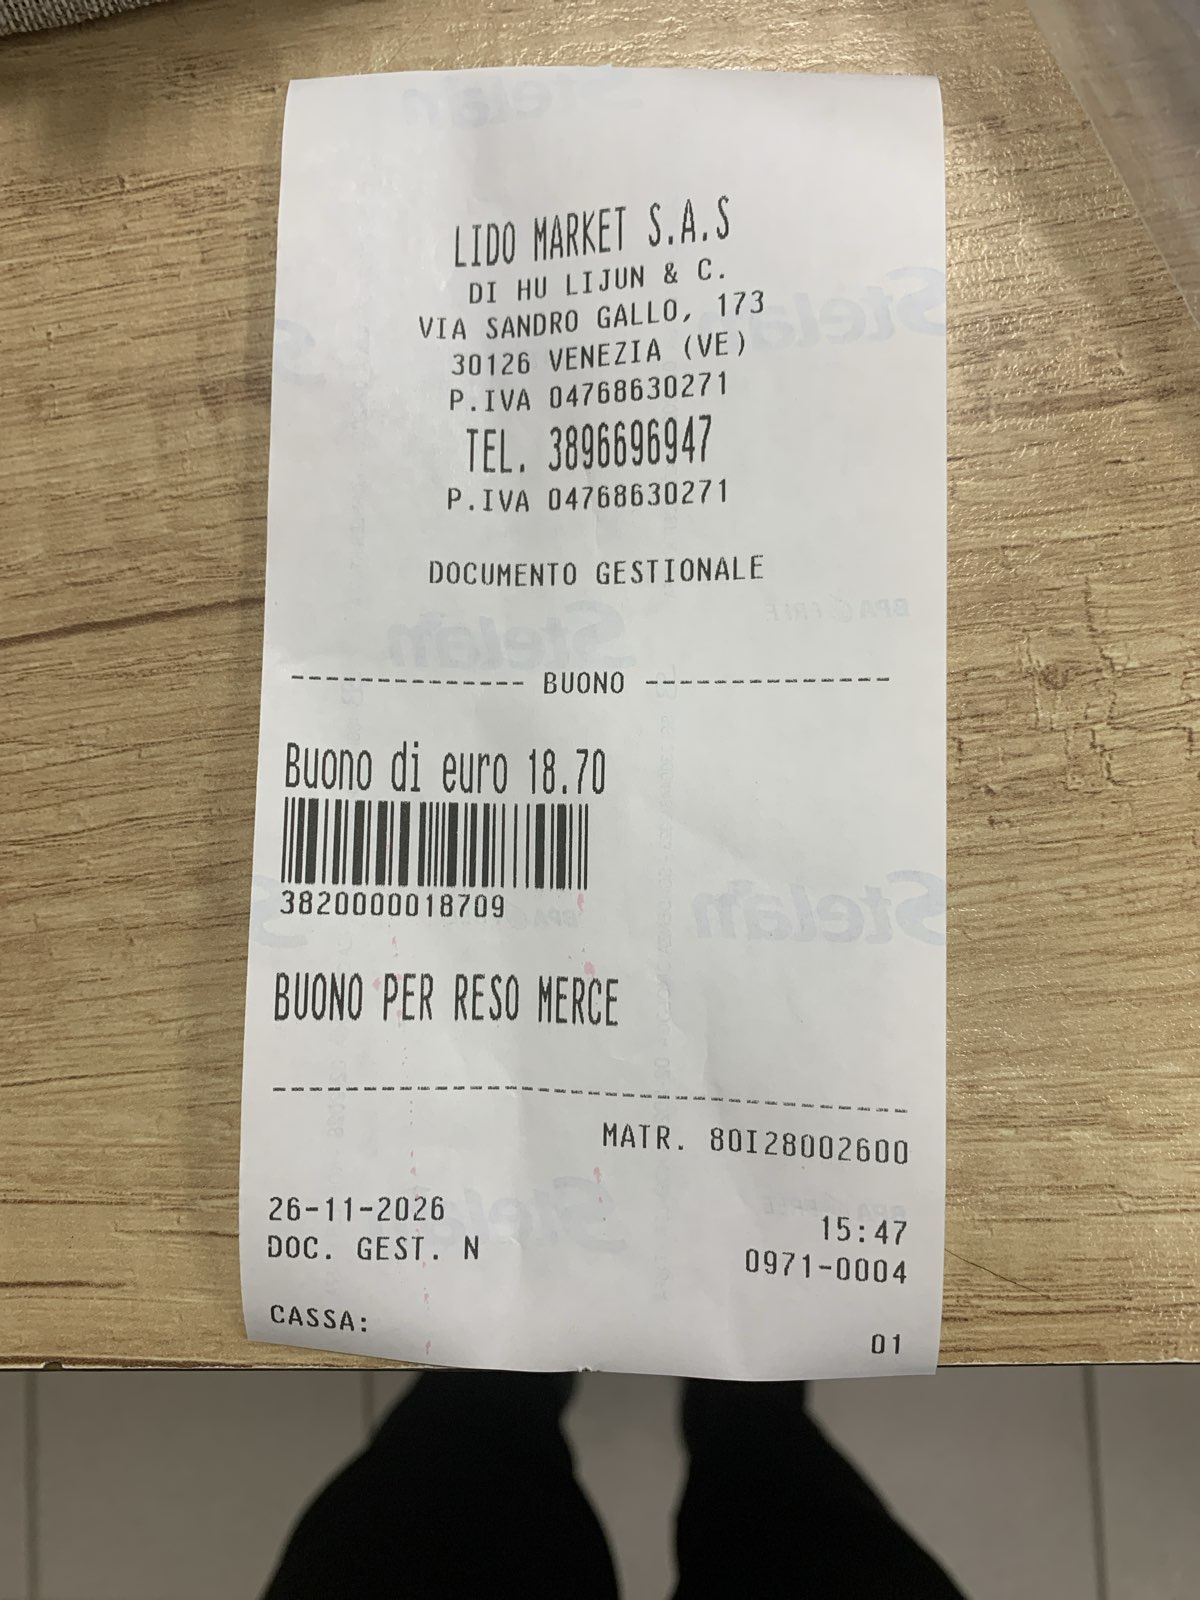 LIDO MARKET S.A.S
DI HU LIJUN & C.
VIA SANDRO GALLO, 173
30126 VENEZIA (VE)
P.IVA 04768630271
TEL. 3896696947
P.IVA 04768630271
DOCUMENTO GESTIONALE
-------------- BUONO --------------
Buono di euro 18.70
3820000018709
BUONO PER RESO MERCE
MATR. 80I28002600
26-11-2026 15:47
DOC. GEST. N 0971-0004
CASSA: 01